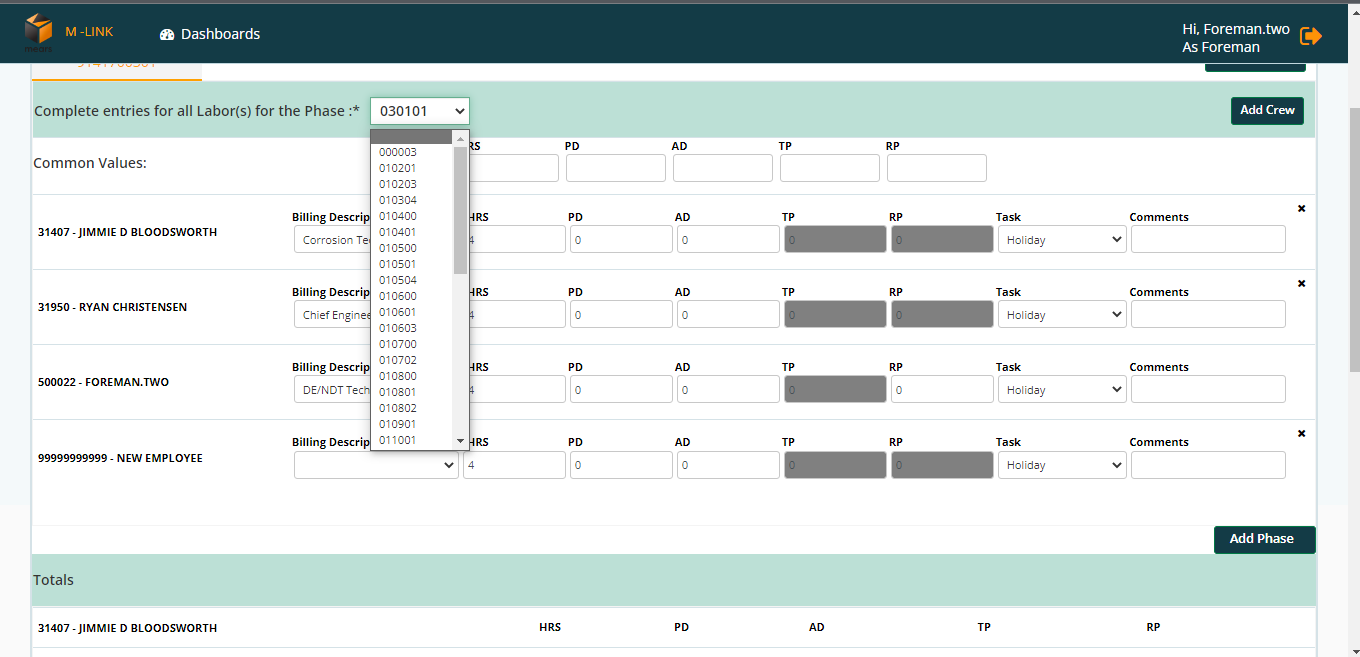 M -LINK
Dashboards
Hi, Foreman.two
As Foreman
Complete entries for all Labor(s) for the Phase :* 030101
Add Crew
000003
010201
010203
010304
010400
010401
010500
010501
010504
010600
010601
010603
010700
010702
010800
010801
010802
010901
011001
Common Values:
RS PD AD TP RP
31407 - JIMMIE D BLOODSWORTH
Billing Descrip HRS PD AD TP RP Task Comments
Corrosion Te 4 0 0 0 0 Holiday
31950 - RYAN CHRISTENSEN
Billing Descrip HRS PD AD TP RP Task Comments
Chief Enginee 4 0 0 0 0 Holiday
500022 - FOREMAN.TWO
Billing Descrip HRS PD AD TP RP Task Comments
DE/NDT Tech 4 0 0 0 0 Holiday
99999999999 - NEW EMPLOYEE
Billing Descrip HRS PD AD TP RP Task Comments
4 0 0 0 0 Holiday
Add Phase
Totals
31407 - JIMMIE D BLOODSWORTH HRS PD AD TP RP